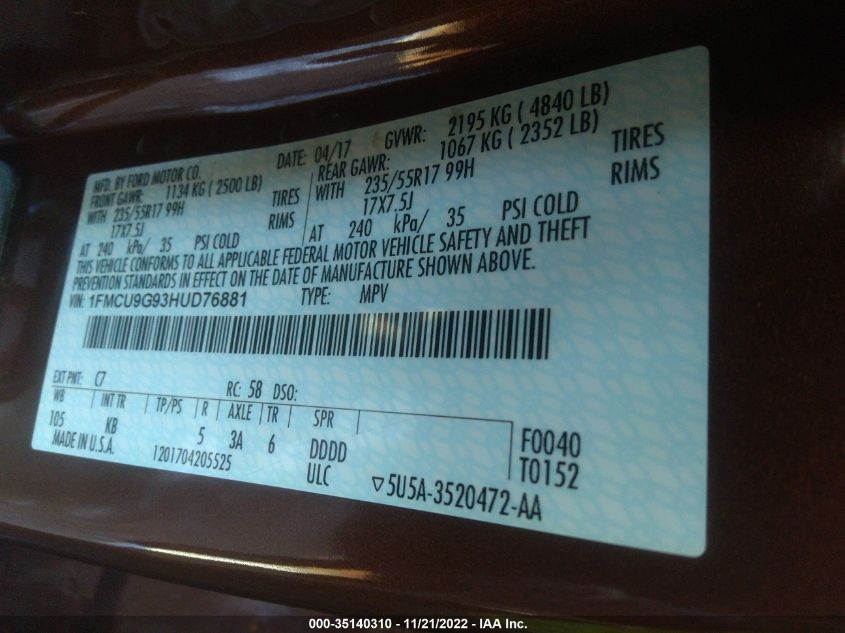 MFD. BY FORD MOTOR CO.
DATE: 04/17 GVWR: 2195 KG ( 4840 LB)
FRONT GAWR: 1134 KG ( 2500 LB)
REAR GAWR: 1067 KG ( 2352 LB)
WITH 235/55R17 99H TIRES
WITH 235/55R17 99H TIRES
17X7.5J RIMS
17X7.5J RIMS
AT 240 kPa/ 35 PSI COLD
AT 240 kPa/ 35 PSI COLD
THIS VEHICLE CONFORMS TO ALL APPLICABLE FEDERAL MOTOR VEHICLE SAFETY AND THEFT
PREVENTION STANDARDS IN EFFECT ON THE DATE OF MANUFACTURE SHOWN ABOVE.
VIN: 1FMCU9G93HUD76881 TYPE: MPV
EXT PNT: C7 RC: 58 DSO:
WB INT TR TP/PS R AXLE TR SPR
105 KB 5 3A 6 DDDD F0040
MADE IN U.S.A. 1201704205525 ULC T0152
▽5U5A-3520472-AA
000-35140310 - 11/21/2022 - IAA Inc.